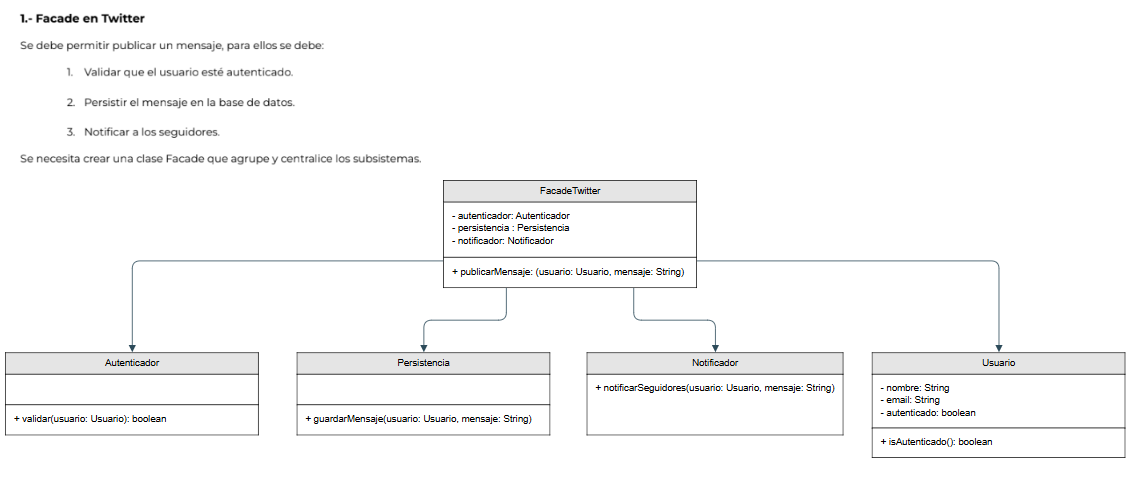 1.- Facade en Twitter
Se debe permitir publicar un mensaje, para ellos se debe:
1. Validar que el usuario esté autenticado.
2. Persistir el mensaje en la base de datos.
3. Notificar a los seguidores.
Se necesita crear una clase Facade que agrupe y centralice los subsistemas.
FacadeTwitter
- autenticador: Autenticador
- persistencia : Persistencia
- notificador: Notificador
+ publicarMensaje: (usuario: Usuario, mensaje: String)
Autenticador
+ validar(usuario: Usuario): boolean
Persistencia
+ guardarMensaje(usuario: Usuario, mensaje: String)
Notificador
+ notificarSeguidores(usuario: Usuario, mensaje: String)
Usuario
- nombre: String
- email: String
- autenticado: boolean
+ isAutenticado(): boolean